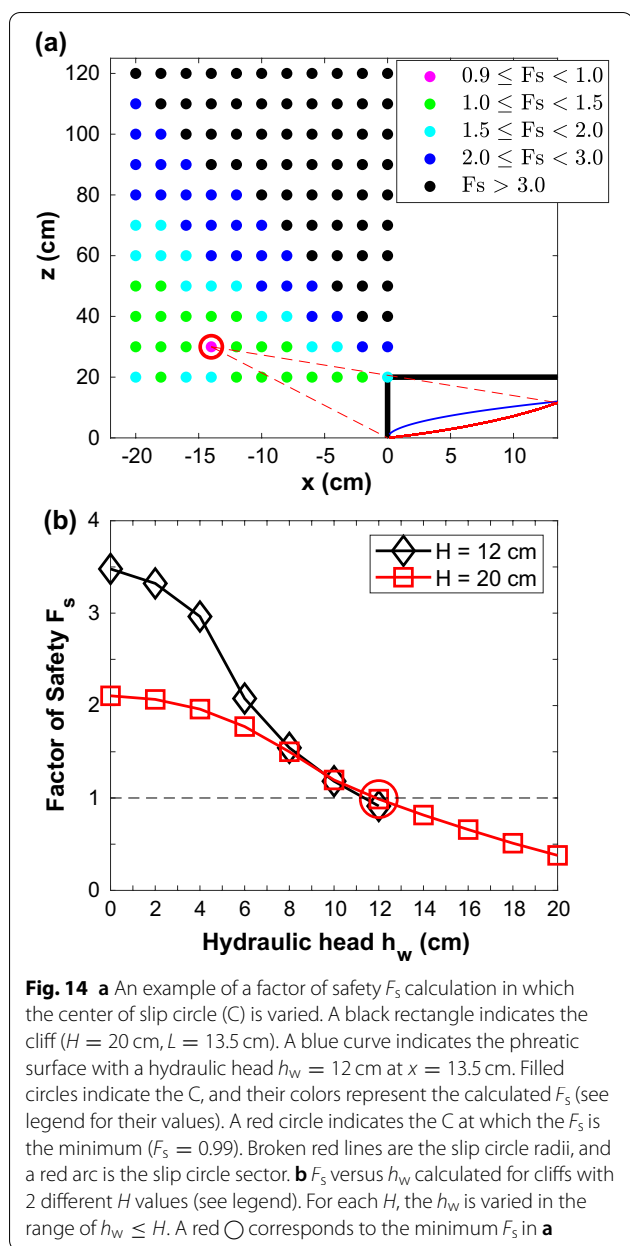 (a)
120
100
80
60
40
20
0
z (cm)
-20 -15 -10 -5 0 5 10
x (cm)
0.9 ≤ Fs < 1.0
1.0 ≤ Fs < 1.5
1.5 ≤ Fs < 2.0
2.0 ≤ Fs < 3.0
Fs > 3.0
(b)
4
3
2
1
0
Factor of Safety F_s
H = 12 cm
H = 20 cm
0 2 4 6 8 10 12 14 16 18 20
Hydraulic head h_w (cm)
Fig. 14 a An example of a factor of safety Fs calculation in which
the center of slip circle (C) is varied. A black rectangle indicates the
cliff (H = 20 cm, L = 13.5 cm). A blue curve indicates the phreatic
surface with a hydraulic head hw = 12 cm at x = 13.5 cm. Filled
circles indicate the C, and their colors represent the calculated Fs (see
legend for their values). A red circle indicates the C at which the Fs is
the minimum (Fs = 0.99). Broken red lines are the slip circle radii, and
a red arc is the slip circle sector. b Fs versus hw calculated for cliffs with
2 different H values (see legend). For each H, the hw is varied in the
range of hw ≤ H. A red ◯ corresponds to the minimum Fs in a